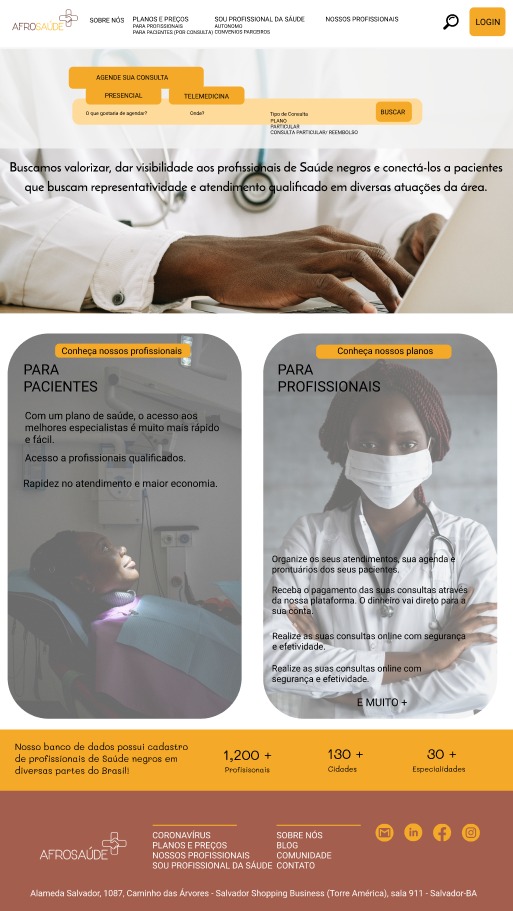 AFROSAÚDE
SOBRE NÓS
PLANOS E PREÇOS
PARA PROFISSIONAIS
PARA PACIENTES (POR CONSULTA)
SOU PROFISSIONAL DA SAÚDE
AUTONOMO
CONVENIOS PARCEIROS
NOSSOS PROFISSIONAIS
LOGIN
AGENDE SUA CONSULTA
PRESENCIAL
TELEMEDICINA
O que gostaria de agendar?
Onde?
Tipo de Consulta
PLANO
PARTICULAR
CONSULTA PARTICULAR/ REEMBOLSO
BUSCAR
Buscamos valorizar, dar visibilidade aos profissionais de Saúde negros e conectá-los a pacientes
que buscam representatividade e atendimento qualificado em diversas atuações da área.
Conheça nossos profissionais
PARA
PACIENTES
Com um plano de saúde, o acesso aos
melhores especialistas é muito mais rápido
e fácil.
Acesso a profissionais qualificados.
Rapidez no atendimento e maior economia.
Conheça nossos planos
PARA
PROFISSIONAIS
Organize os seus atendimentos, sua agenda e
prontuários dos seus pacientes.
Receba o pagamento das suas consultas através
da nossa plataforma. O dinheiro vai direto para a
sua conta.
Realize as suas consultas online com segurança
e efetividade.
Realize as suas consultas online com
segurança e efetividade.
E MUITO +
Nosso banco de dados possui cadastro
de profissionais de Saúde negros em
diversas partes do Brasil!
1,200 +
Profisisonais
130 +
Cidades
30 +
Especialidades
AFROSAÚDE
CORONAVÍRUS
PLANOS E PREÇOS
NOSSOS PROFISSIONAIS
SOU PROFISSIONAL DA SAÚDE
SOBRE NÓS
BLOG
COMUNIDADE
CONTATO
Alameda Salvador, 1087, Caminho das Árvores - Salvador Shopping Business (Torre América), sala 911 - Salvador-BA